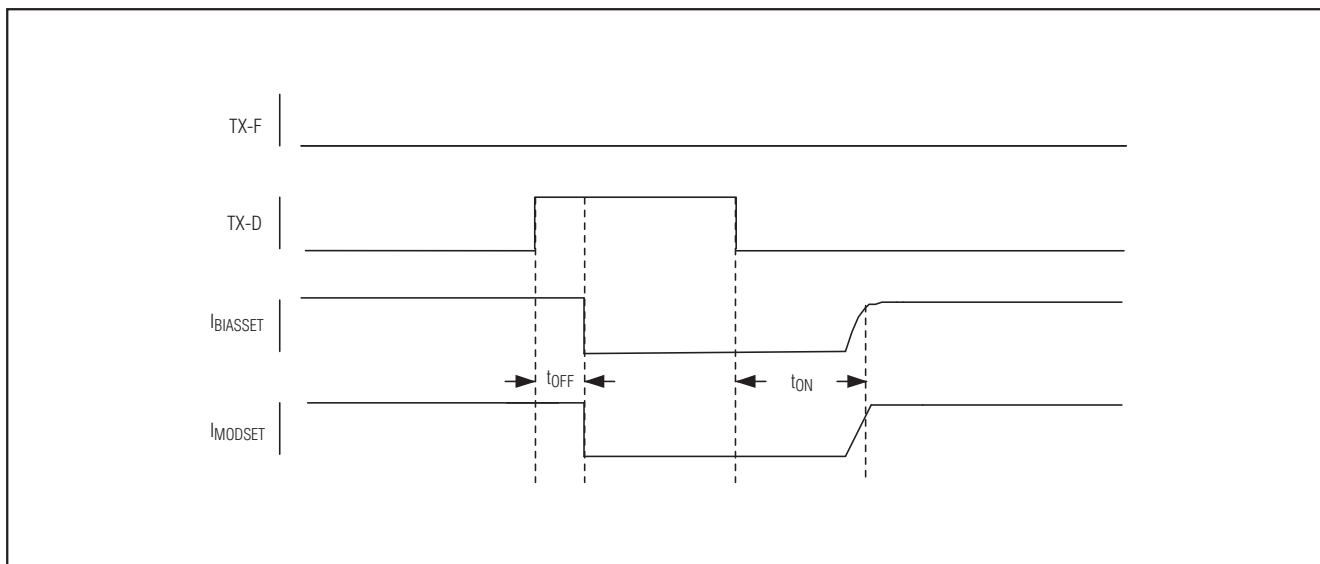 TX-F
TX-D
IBIASSET
tOFF
tON
IMODSET